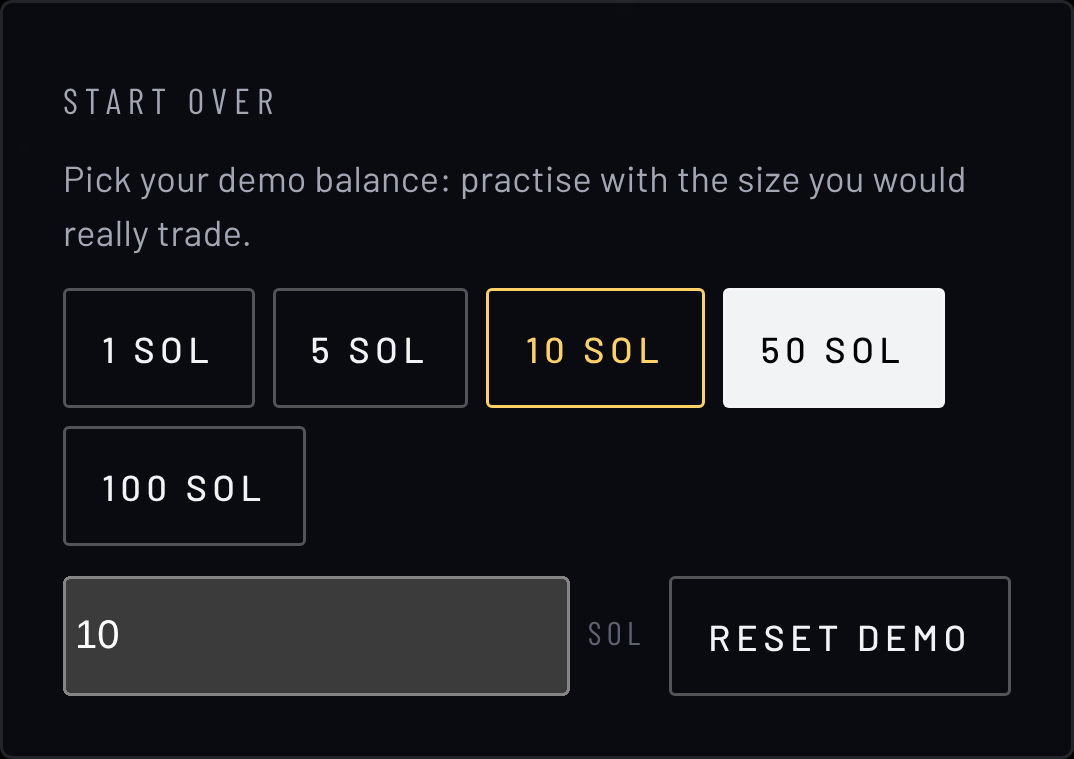 START OVER
Pick your demo balance: practise with the size you would
really trade.
1 SOL 5 SOL 10 SOL 50 SOL
100 SOL
10 SOL RESET DEMO